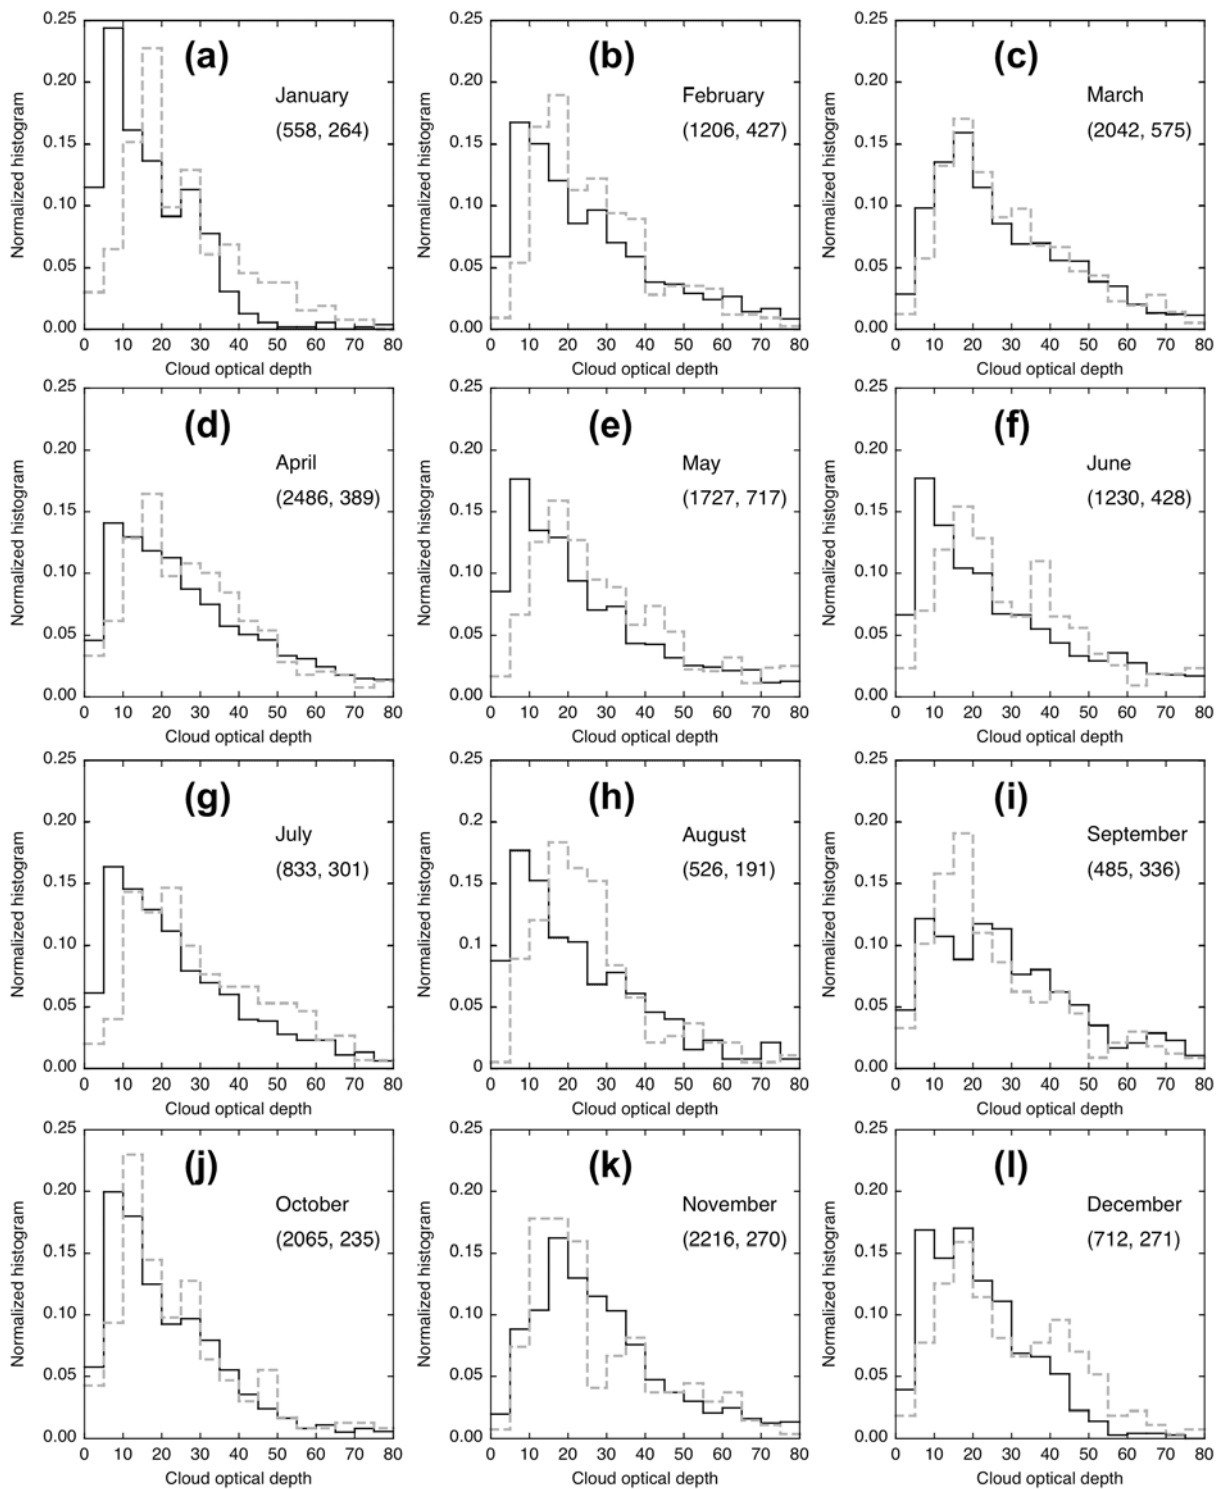 (a)
January
(558, 264)
Normalized histogram
0.25
0.20
0.15
0.10
0.05
0.00
0 10 20 30 40 50 60 70 80
Cloud optical depth
(b)
February
(1206, 427)
Normalized histogram
0.25
0.20
0.15
0.10
0.05
0.00
0 10 20 30 40 50 60 70 80
Cloud optical depth
(c)
March
(2042, 575)
Normalized histogram
0.25
0.20
0.15
0.10
0.05
0.00
0 10 20 30 40 50 60 70 80
Cloud optical depth
(d)
April
(2486, 389)
Normalized histogram
0.25
0.20
0.15
0.10
0.05
0.00
0 10 20 30 40 50 60 70 80
Cloud optical depth
(e)
May
(1727, 717)
Normalized histogram
0.25
0.20
0.15
0.10
0.05
0.00
0 10 20 30 40 50 60 70 80
Cloud optical depth
(f)
June
(1230, 428)
Normalized histogram
0.25
0.20
0.15
0.10
0.05
0.00
0 10 20 30 40 50 60 70 80
Cloud optical depth
(g)
July
(833, 301)
Normalized histogram
0.25
0.20
0.15
0.10
0.05
0.00
0 10 20 30 40 50 60 70 80
Cloud optical depth
(h)
August
(526, 191)
Normalized histogram
0.25
0.2
0.15
0.1
0.05
0
0 10 20 30 40 50 60 70 80
Cloud optical depth
(i)
September
(485, 336)
Normalized histogram
0.25
0.20
0.15
0.10
0.05
0.00
0 10 20 30 40 50 60 70 80
Cloud optical depth
(j)
October
(2065, 235)
Normalized histogram
0.25
0.20
0.15
0.10
0.05
0.00
0 10 20 30 40 50 60 70 80
Cloud optical depth
(k)
November
(2216, 270)
Normalized histogram
0.25
0.20
0.15
0.10
0.05
0.00
0 10 20 30 40 50 60 70 80
Cloud optical depth
(l)
December
(712, 271)
Normalized histogram
0.25
0.20
0.15
0.10
0.05
0.00
0 10 20 30 40 50 60 70 80
Cloud optical depth